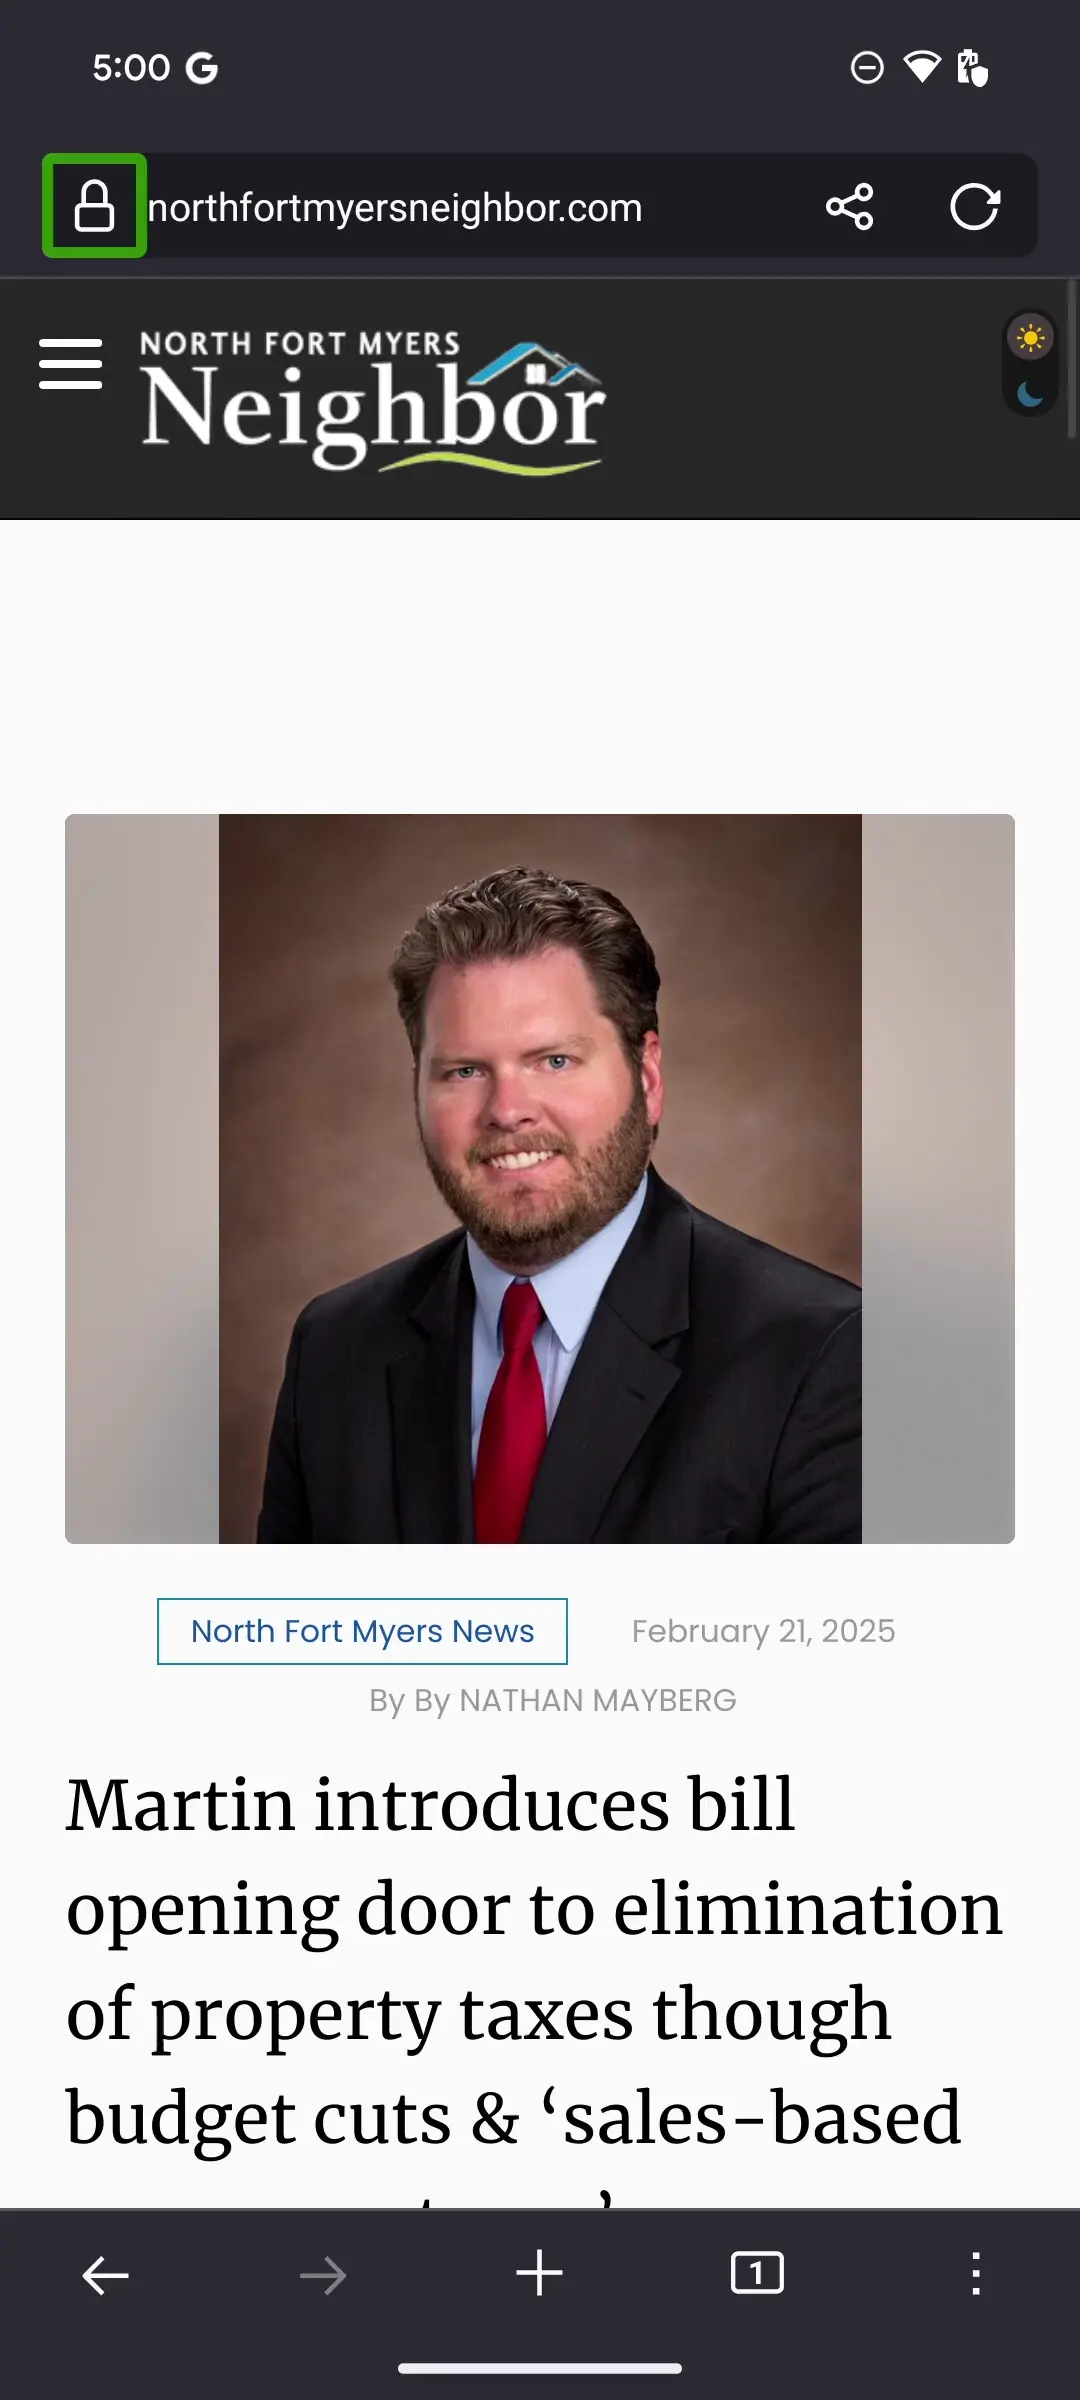 5:00
northfortmyersneighbor.com
NORTH FORT MYERS
Neighbor
North Fort Myers News
February 21, 2025
By By NATHAN MAYBERG
Martin introduces bill
opening door to elimination
of property taxes though
budget cuts & ‘sales-based
1